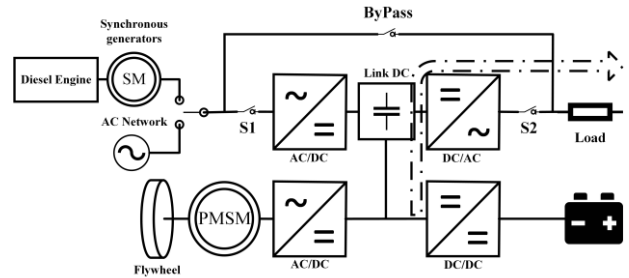 ByPass
Synchronous
generators
Diesel Engine
SM
Link DC
AC Network
S1
S2
AC/DC
DC/AC
Load
PMSM
Flywheel
AC/DC
DC/DC